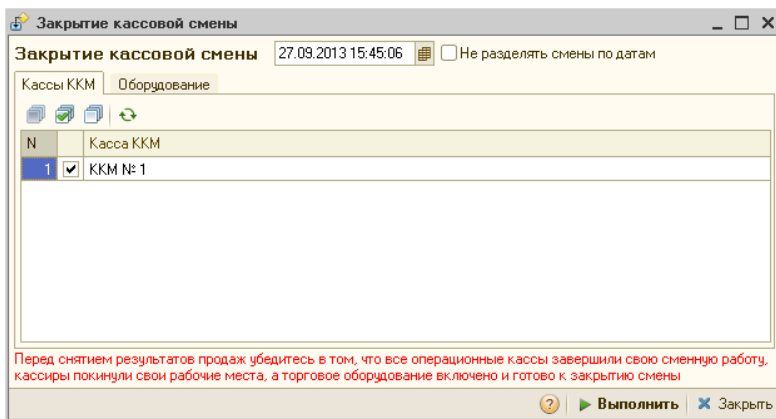 Закрытие кассовой смены
Закрытие кассовой смены 27.09.2013 15:45:06 Не разделять смены по датам
Кассы ККМ Оборудование
N Касса ККМ
1 ККМ № 1
Перед снятием результатов продаж убедитесь в том, что все операционные кассы завершили свою сменную работу,
кассиры покинули свои рабочие места, а торговое оборудование включено и готово к закрытию смены
? Выполнить Закрыть